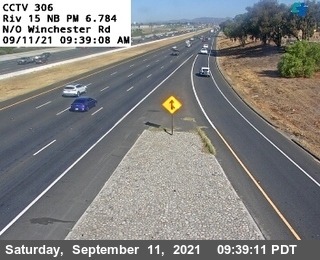 CCTV 306
Riv 15 NB PM 6.784
N/O Winchester Rd
09/11/21 09:39:08 AM
Saturday, September 11, 2021 09:39:11 PDT